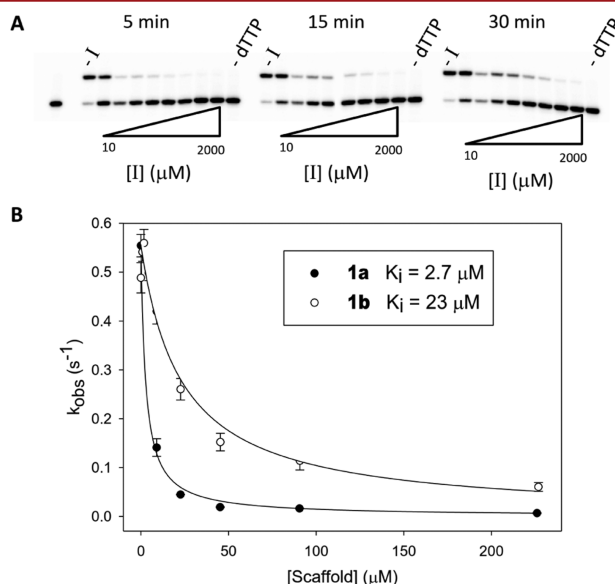 A
5 min
15 min
30 min
- I
- dTTP
- I
- dTTP
- I
- dTTP
10
2000
10
2000
10
2000
[I] (μM)
[I] (μM)
[I] (μM)
B
0.6
0.5
0.4
0.3
0.2
0.1
0.0
kobs (s⁻¹)
1a Ki = 2.7 μM
1b Ki = 23 μM
0
50
100
150
200
[Scaffold] (μM)